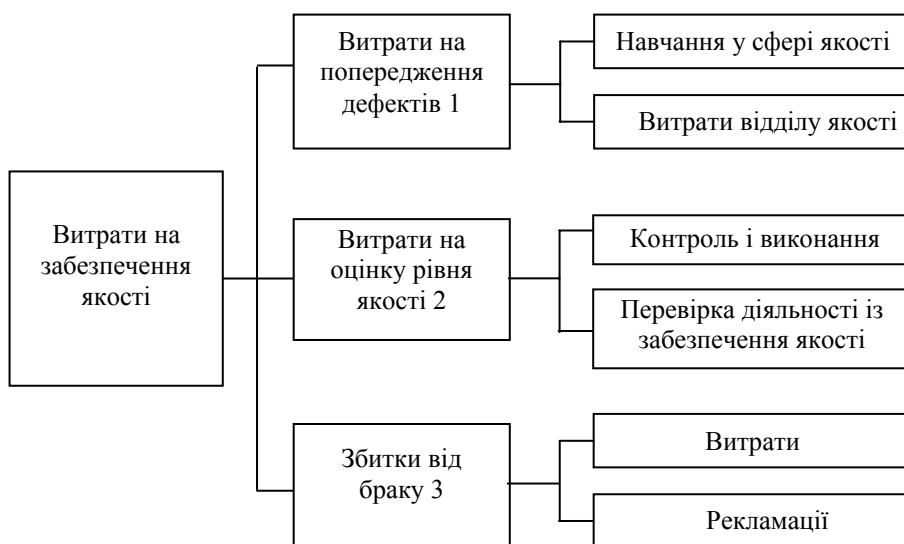 Витрати на
забезпечення
якості
Витрати на
попередження
дефектів 1
Навчання у сфері якості
Витрати відділу якості
Витрати на
оцінку рівня
якості 2
Контроль і виконання
Перевірка діяльності із
забезпечення якості
Збитки від
браку 3
Витрати
Рекламації